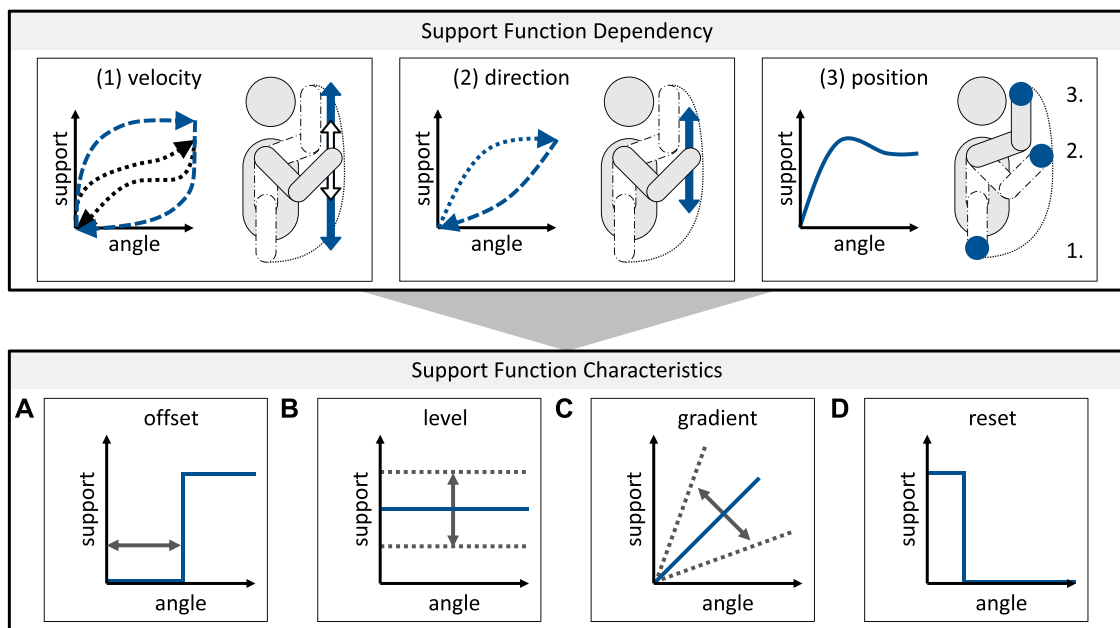 Support Function Dependency
(1) velocity
support
angle
(2) direction
support
angle
(3) position
support
angle
3.
2.
1.
Support Function Characteristics
A
offset
support
angle
B
level
support
angle
C
gradient
support
angle
D
reset
support
angle